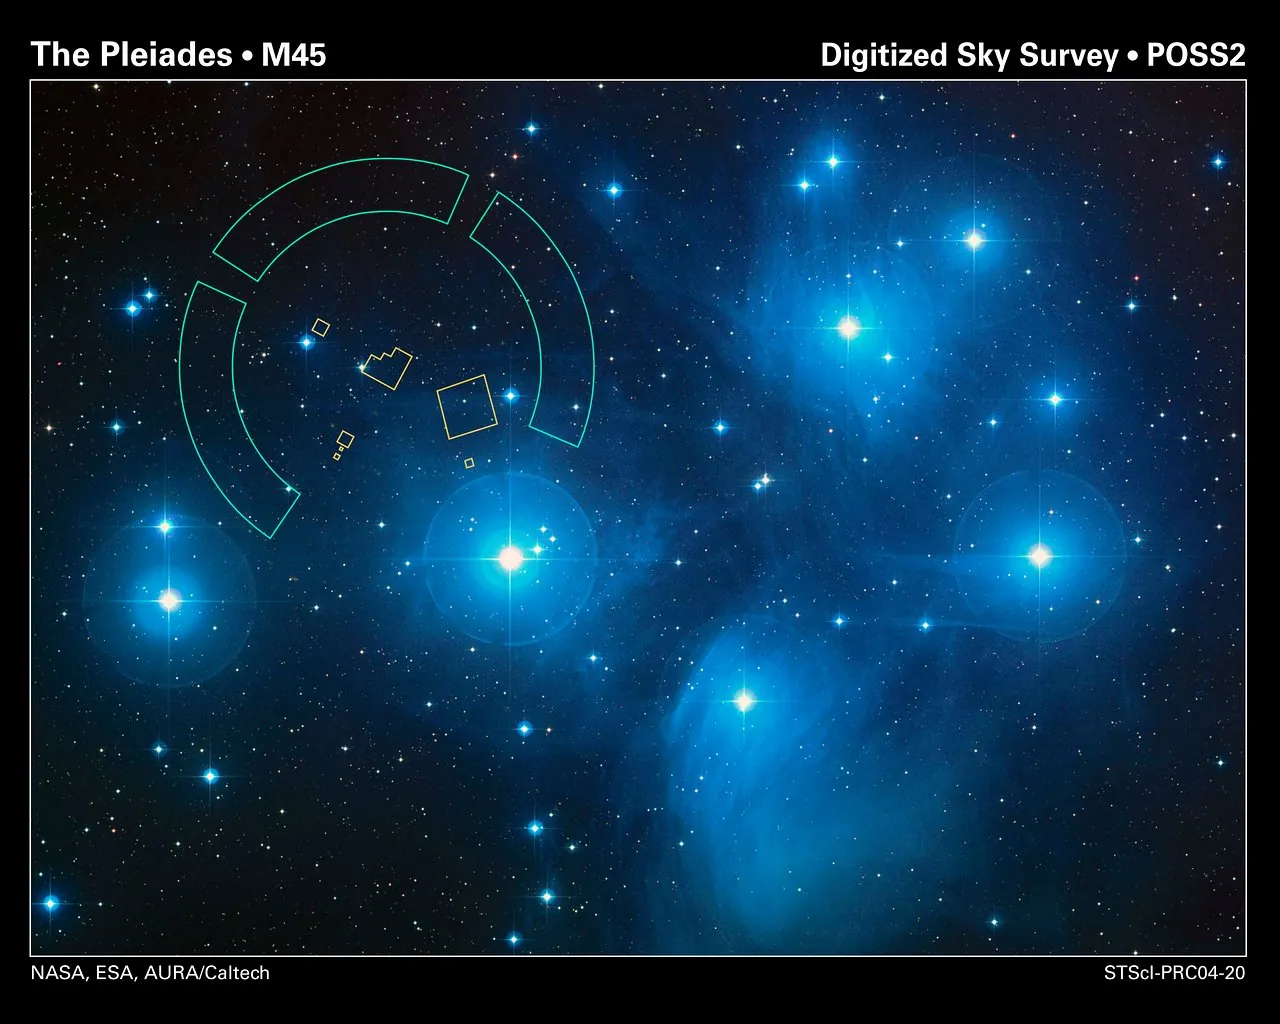 The Pleiades • M45
Digitized Sky Survey • POSS2
NASA, ESA, AURA/Caltech
STScI-PRC04-20